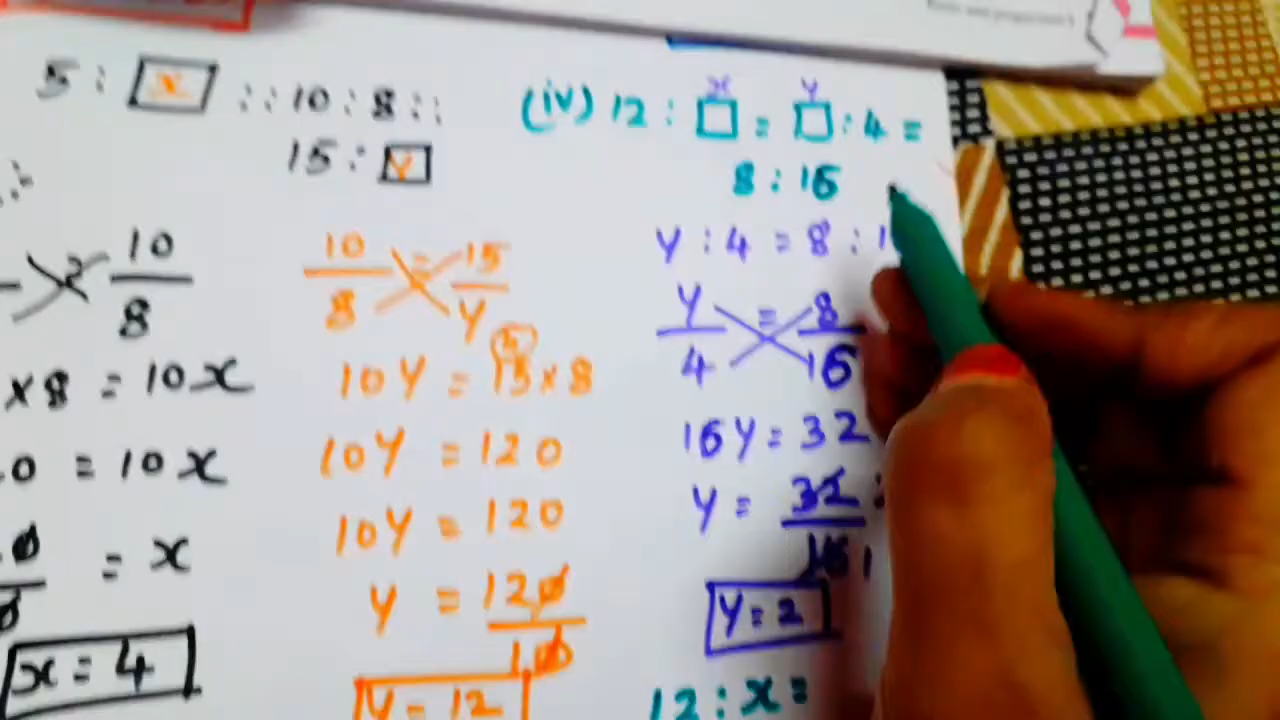 5 : x :: 10 : 8 ::
15 : y
10
8
× 8 = 10x
0 = 10x
= x
x = 4
10/8 = 15/y
10y = 15 × 8
10y = 120
10y = 120
y = 120/10
y = 12
(iv) 12 : x = y : 4 =
8 : 16
y : 4 = 8 : 1
y/4 = 8/16
16y = 32
y = 32/16
1
y = 2
12 : x =